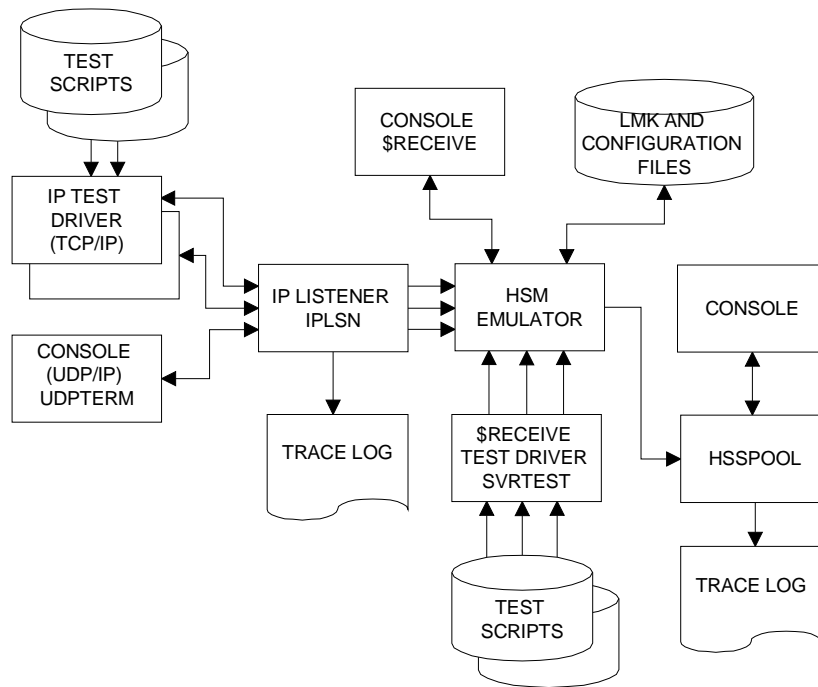 TEST
SCRIPTS
CONSOLE
$RECEIVE
LMK AND
CONFIGURATION
FILES
IP TEST
DRIVER
(TCP/IP)
IP LISTENER
IPLSN
HSM
EMULATOR
CONSOLE
CONSOLE
(UDP/IP)
UDPTERM
TRACE LOG
$RECEIVE
TEST DRIVER
SVRTEST
HSSPOOL
TEST
SCRIPTS
TRACE LOG